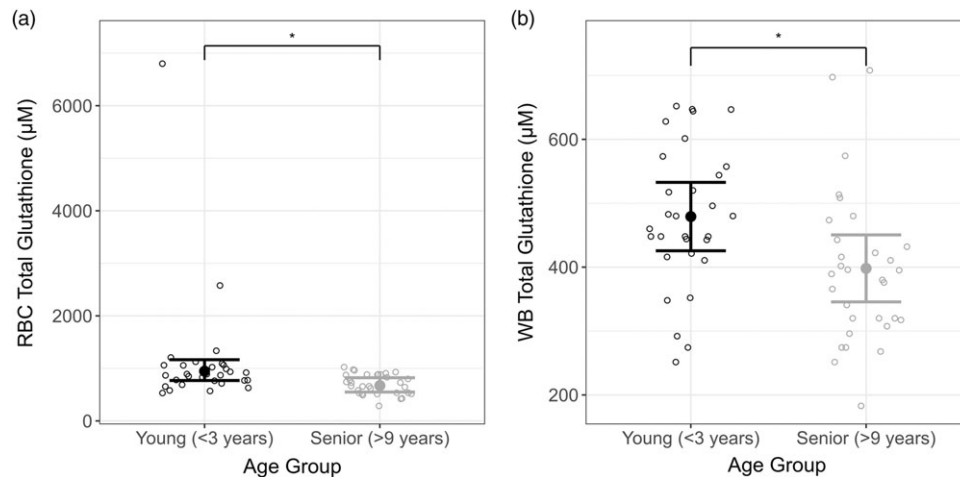 (a)
*
RBC Total Glutathione (µM)
6000
4000
2000
0
Young (<3 years) Senior (>9 years)
Age Group
(b)
*
WB Total Glutathione (µM)
600
400
200
Young (<3 years) Senior (>9 years)
Age Group